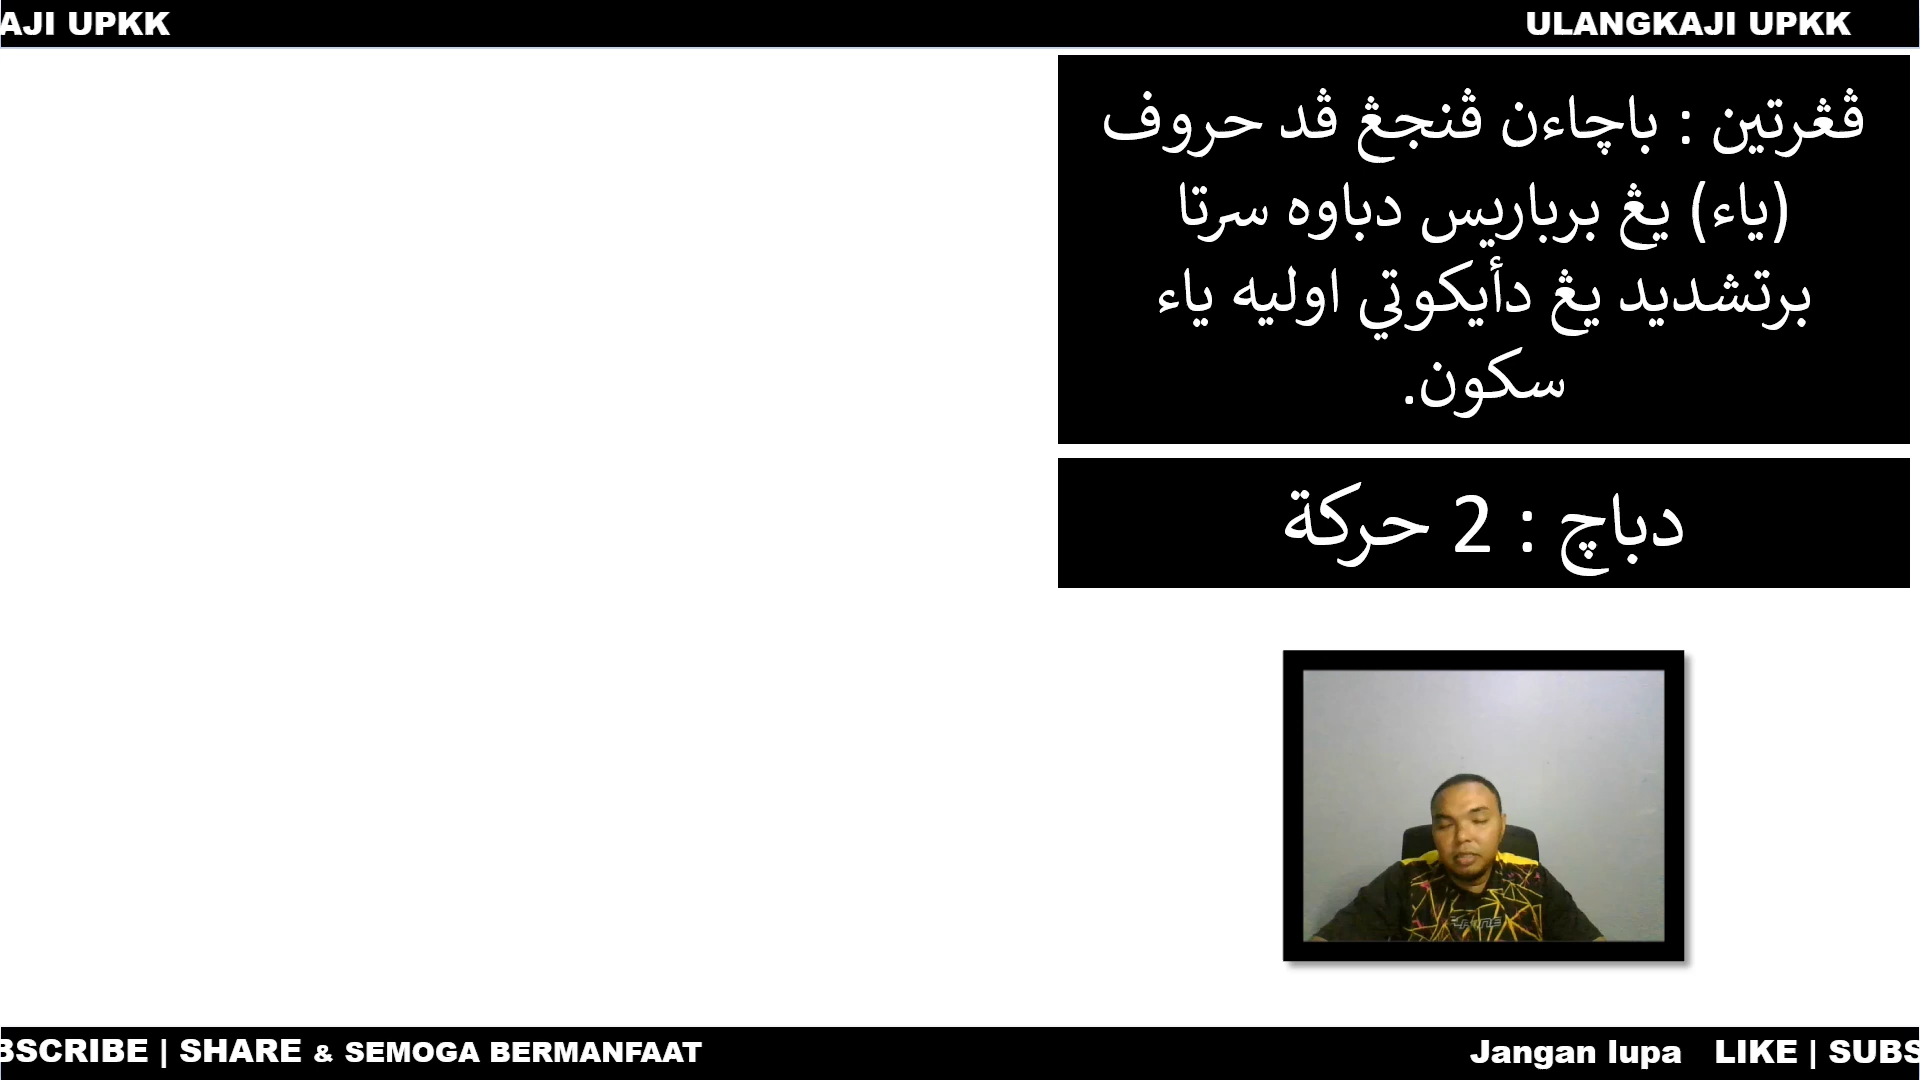 AJI UPKK
ULANGKAJI UPKK
ڤڠرتين : باچاءن ڤنجڠ ڤد حروف
(ياء) يڠ برباريس دباوه سرتا
برتشديد يڠ دأيكوتي اوليه ياء
سكون.
دباچ : 2 حركة
BSCRIBE | SHARE & SEMOGA BERMANFAAT
Jangan lupa LIKE | SUBS